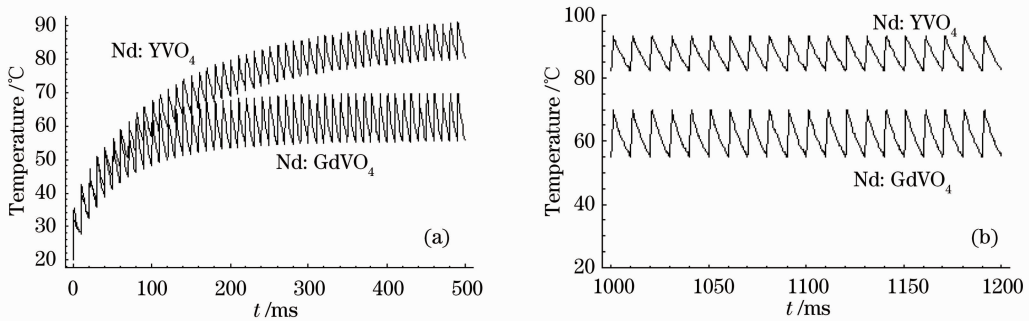 90
80
70
60
50
40
30
20
Temperature /℃
Nd: YVO₄
Nd: GdVO₄
(a)
0
100
200
300
400
500
t /ms
100
80
60
40
20
Temperature /℃
Nd: YVO₄
Nd: GdVO₄
(b)
1000
1050
1100
1150
1200
t /ms